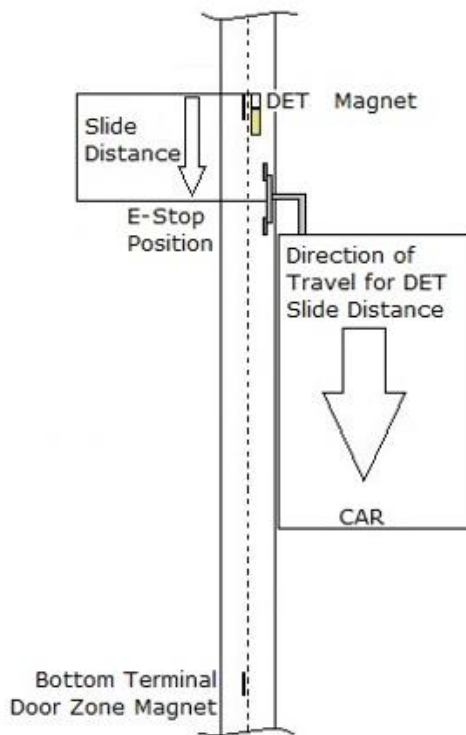 DET Magnet
Slide
Distance
E-Stop
Position
Direction of
Travel for DET
Slide Distance
CAR
Bottom Terminal
Door Zone Magnet